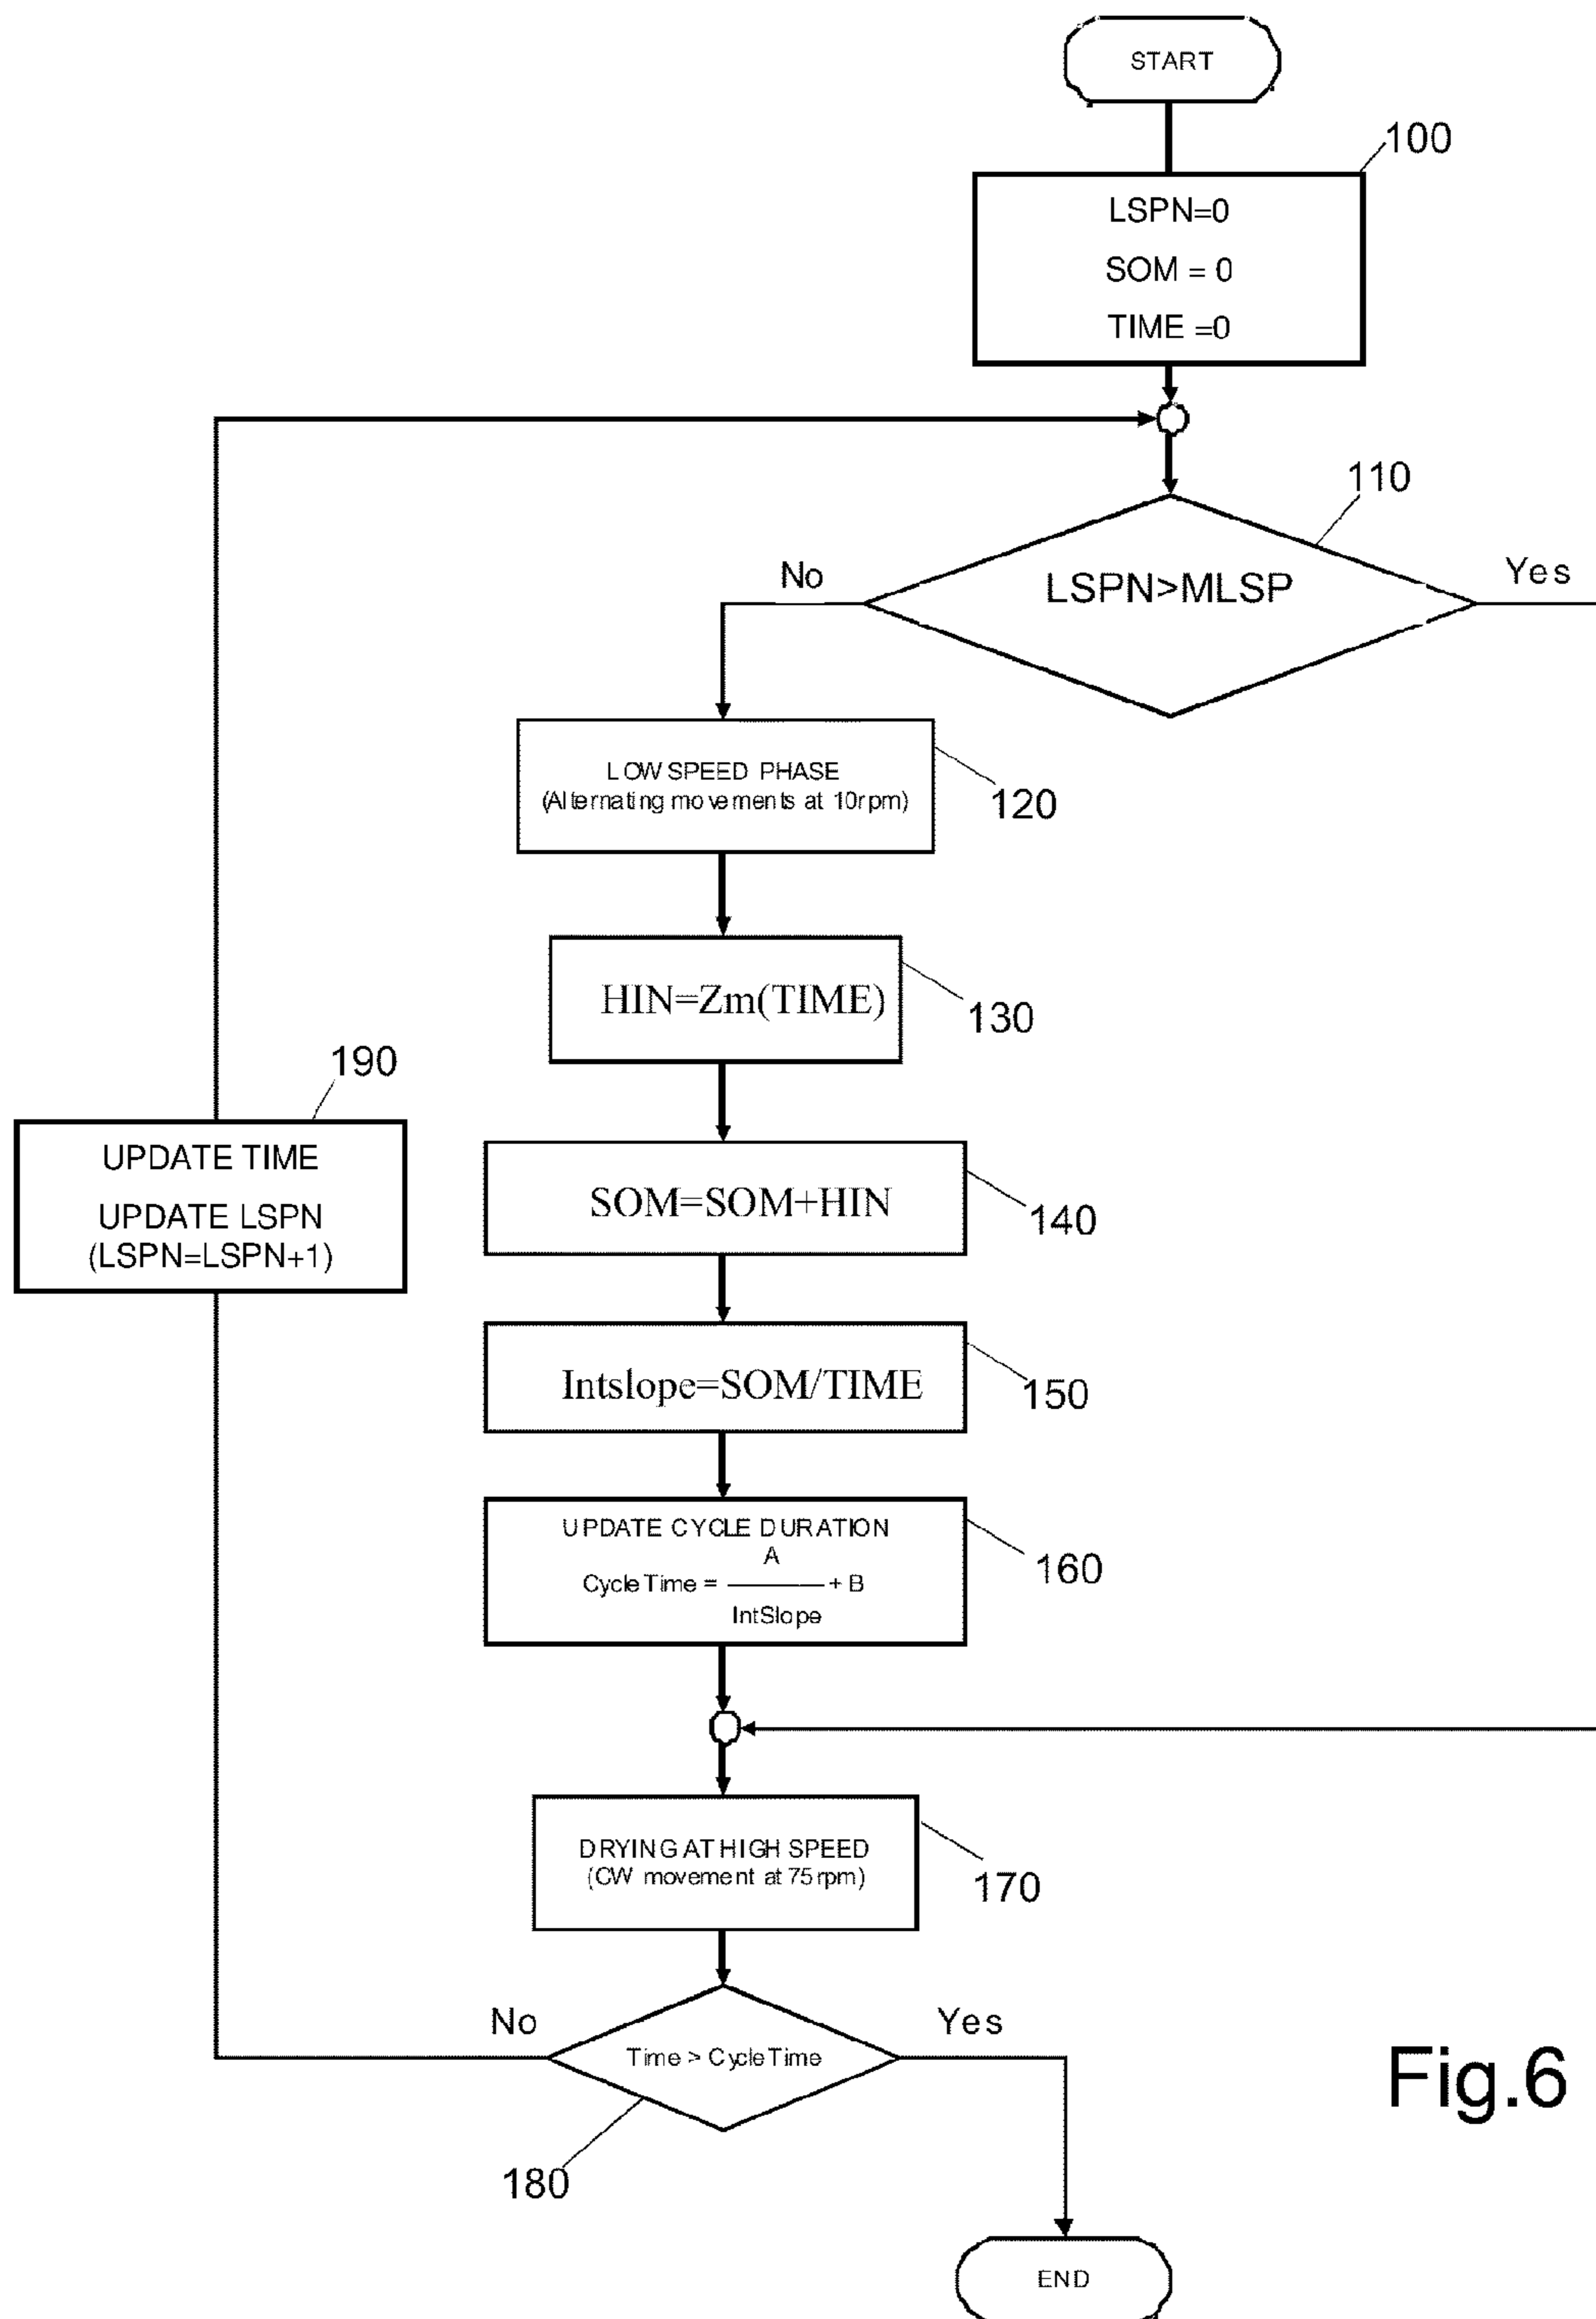 START
100
LSPN=0
SOM = 0
TIME =0
110
LSPN>MLSP
No
Yes
LOW SPEED PHASE
(Alternating movements at 10rpm)
120
HIN=Zm(TIME)
130
190
UPDATE TIME
UPDATE LSPN
(LSPN=LSPN+1)
SOM=SOM+HIN
140
Intslope=SOM/TIME
150
UPDATE CYCLE DURATION
A
CycleTime = + B
IntSlope
160
DRYING AT HIGH SPEED
(CW movement at 75rpm)
170
No
Yes
Time > CycleTime
180
Fig.6
END